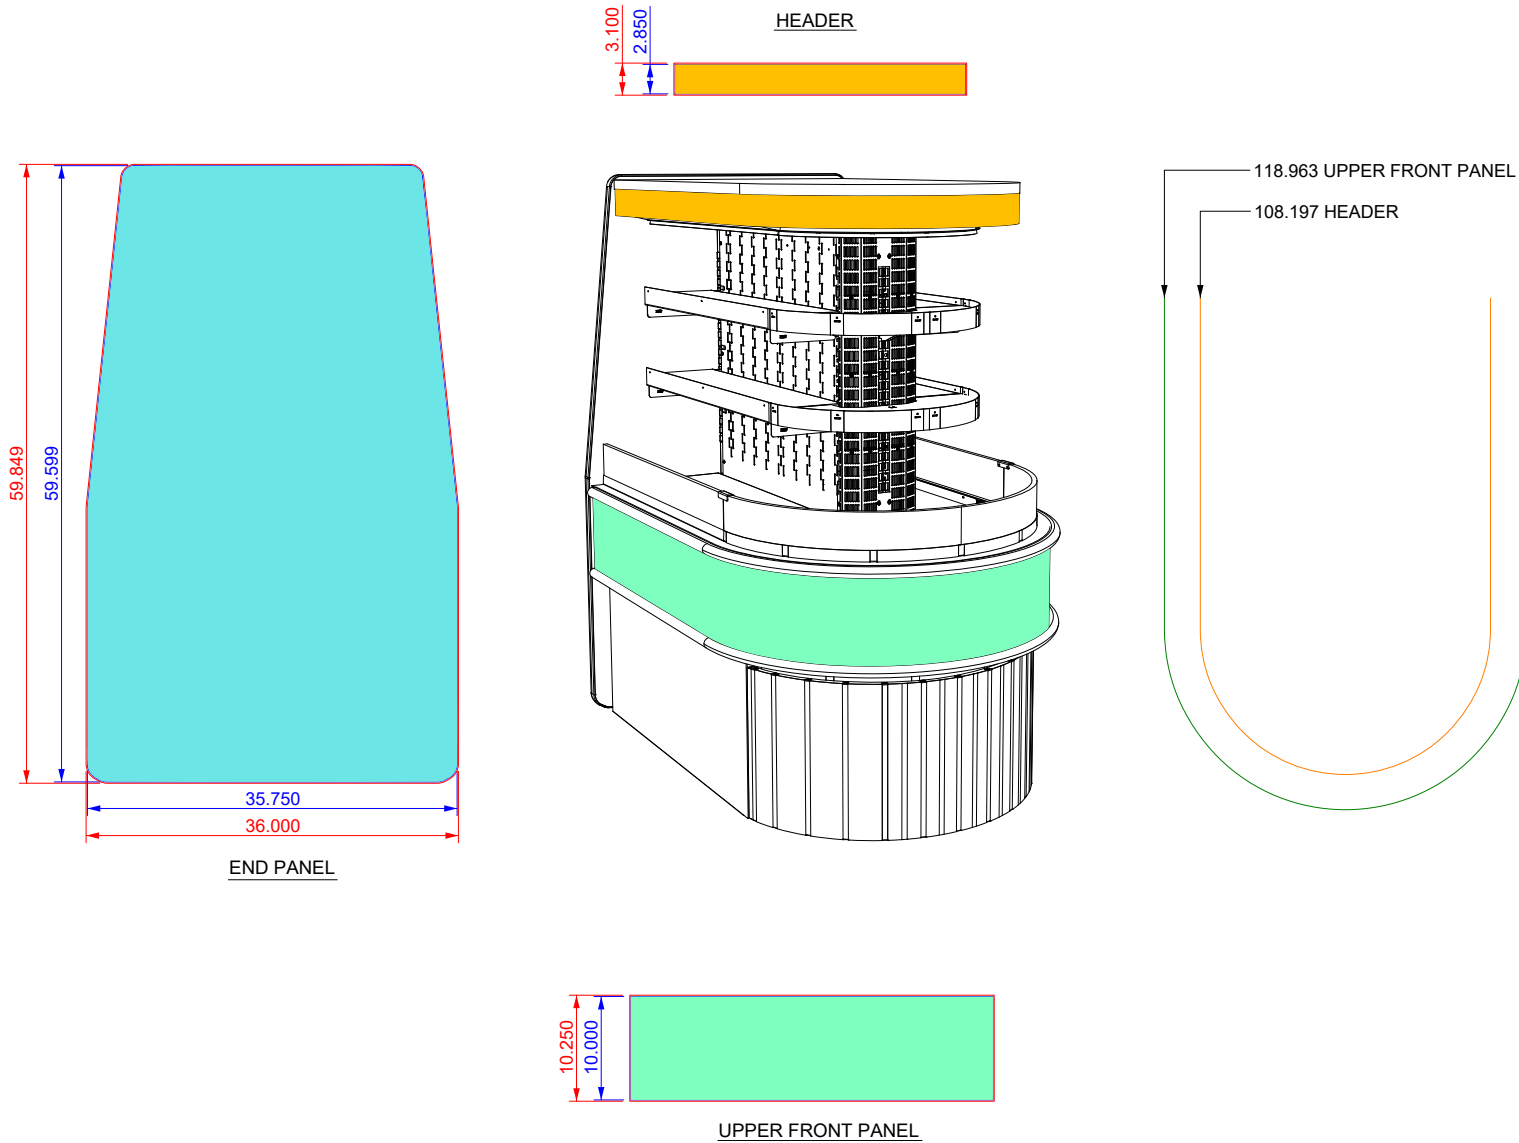 HEADER
3.100
2.850
118.963 UPPER FRONT PANEL
108.197 HEADER
59.849
59.599
35.750
36.000
END PANEL
10.250
10.000
UPPER FRONT PANEL